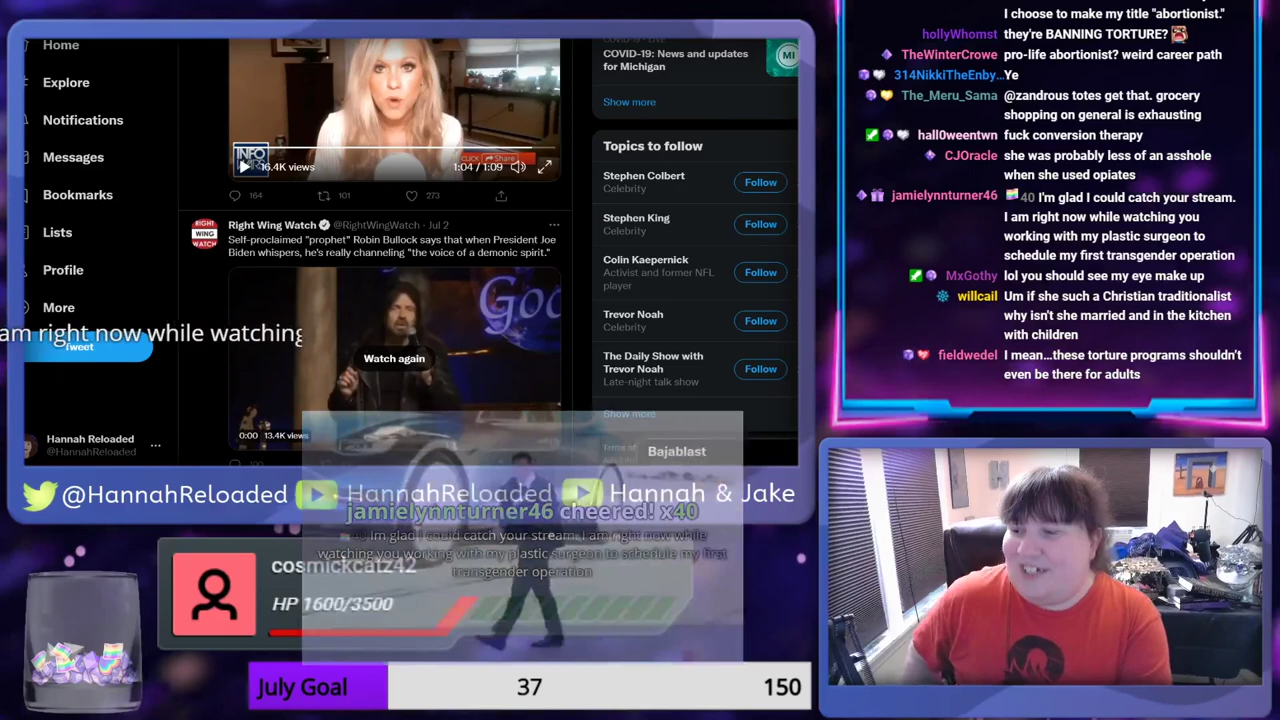 Home
Explore
Notifications
Messages
Bookmarks
Lists
Profile
More
Tweet
am right now while watching
Hannah Reloaded
@HannahReloaded
INFO
16.4K views
CLICK
Share
1:04 / 1:09
164
101
273
RIGHT
WING
WATCH
Right Wing Watch @RightWingWatch · Jul 2
Self-proclaimed "prophet" Robin Bullock says that when President Joe
Biden whispers, he's really channeling "the voice of a demonic spirit."
Watch again
0:00
13.4K views
COVID-19: News and updates
for Michigan
MI
Show more
Topics to follow
Stephen Colbert
Celebrity
Follow
Stephen King
Celebrity
Follow
Colin Kaepernick
Activist and former NFL
player
Follow
Trevor Noah
Celebrity
Follow
The Daily Show with
Trevor Noah
Late-night talk show
Follow
Show more
Bajablast
@HannahReloaded
HannahReloaded
Hannah & Jake
jamielynnturner46 cheered! x40
40 Im glad I could catch your stream. I am right now while
watching you working with my plastic surgeon to schedule my first
transgender operation
cosmickcatz42
HP 1600/3500
July Goal
37
150
I choose to make my title "abortionist."
hollyWhomst they're BANNING TORTURE?
TheWinterCrowe pro-life abortionist? weird career path
314NikkiTheEnby... Ye
The_Meru_Sama @zandrous totes get that. grocery
shopping on general is exhausting
hall0weentwn fuck conversion therapy
CJOracle she was probably less of an asshole
when she used opiates
jamielynnturner46 40 I'm glad I could catch your stream.
I am right now while watching you
working with my plastic surgeon to
schedule my first transgender operation
MxGothy lol you should see my eye make up
willcail Um if she such a Christian traditionalist
why isn't she married and in the kitchen
with children
fieldwedel I mean...these torture programs shouldn't
even be there for adults